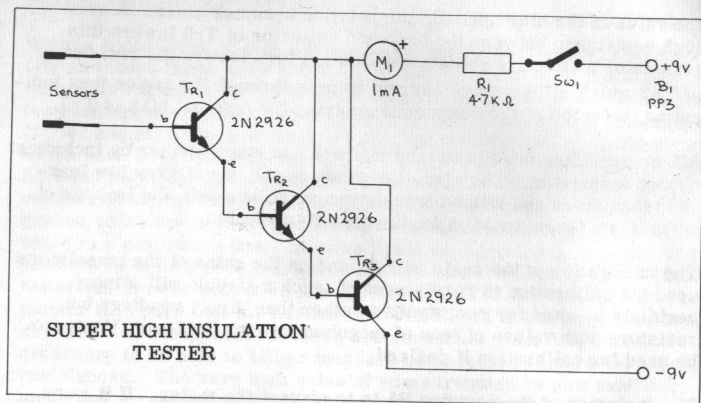 Sensors
TR1
2N2926
b
e
TR2
2N2926
b
e
TR3
2N2926
b
c
e
M1
+
1mA
R1
4·7KΩ
SW1
+9v
B1
PP3
-9v
SUPER HIGH INSULATION
TESTER